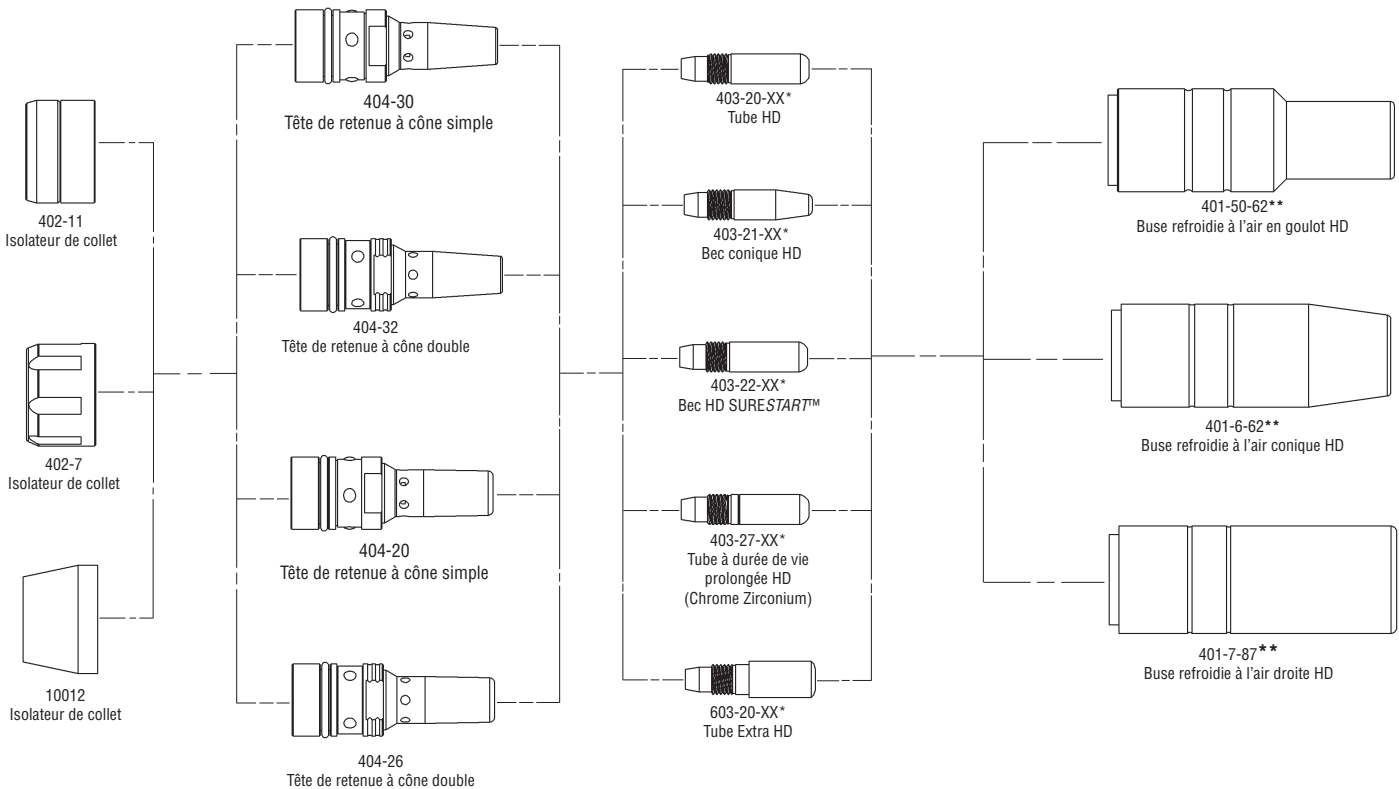 402-11
Isolateur de collet
402-7
Isolateur de collet
10012
Isolateur de collet
404-30
Tête de retenue à cône simple
404-32
Tête de retenue à cône double
404-20
Tête de retenue à cône simple
404-26
Tête de retenue à cône double
403-20-XX*
Tube HD
403-21-XX*
Bec conique HD
403-22-XX*
Bec HD SURESTART™
403-27-XX*
Tube à durée de vie
prolongée HD
(Chrome Zirconium)
603-20-XX*
Tube Extra HD
401-50-62**
Buse refroidie à l’air en goulot HD
401-6-62**
Buse refroidie à l’air conique HD
401-7-87**
Buse refroidie à l’air droite HD